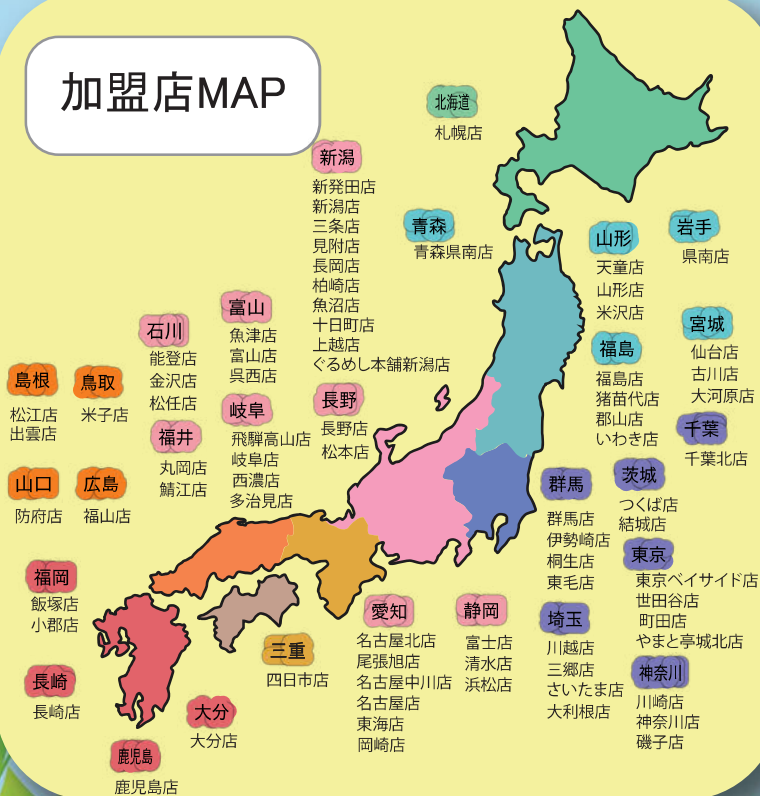 加盟店MAP
北海道
札幌店
新潟
新発田店
新潟店
三条店
見附店
長岡店
柏崎店
魚沼店
十日町店
上越店
ぐるめし本舗新潟店
青森
青森県南店
山形
天童店
山形店
米沢店
岩手
県南店
富山
魚津店
富山店
呉西店
石川
能登店
金沢店
松任店
宮城
仙台店
古川店
大河原店
福島
福島店
猪苗代店
郡山店
いわき店
島根
松江店
出雲店
鳥取
米子店
岐阜
飛騨高山店
岐阜店
西濃店
多治見店
長野
長野店
松本店
福井
丸岡店
鯖江店
千葉
千葉北店
山口
防府店
広島
福山店
群馬
群馬店
伊勢崎店
桐生店
東毛店
茨城
つくば店
結城店
東京
東京ベイサイド店
世田谷店
町田店
やまと亭城北店
福岡
飯塚店
小郡店
愛知
名古屋北店
尾張旭店
名古屋中川店
名古屋店
東海店
岡崎店
静岡
富士店
清水店
浜松店
埼玉
川越店
三郷店
さいたま店
大利根店
三重
四日市店
神奈川
川崎店
神奈川店
磯子店
長崎
長崎店
大分
大分店
鹿児島
鹿児島店